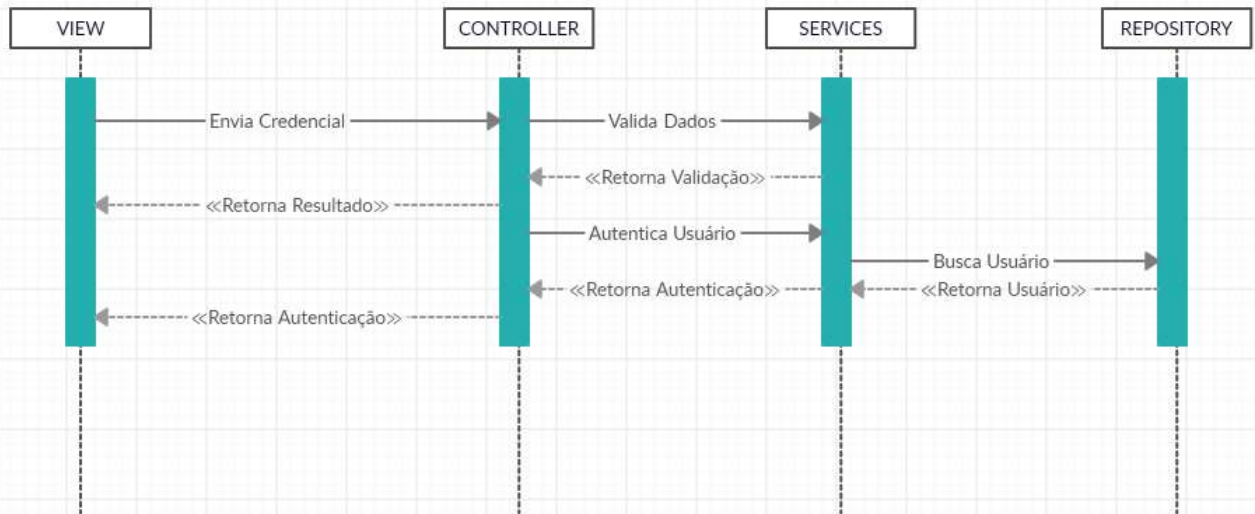 VIEW
CONTROLLER
SERVICES
REPOSITORY
Envia Credencial
Valida Dados
<<Retorna Validação>>
<<Retorna Resultado>>
Autentica Usuário
Busca Usuário
<<Retorna Autenticação>>
<<Retorna Usuário>>
<<Retorna Autenticação>>